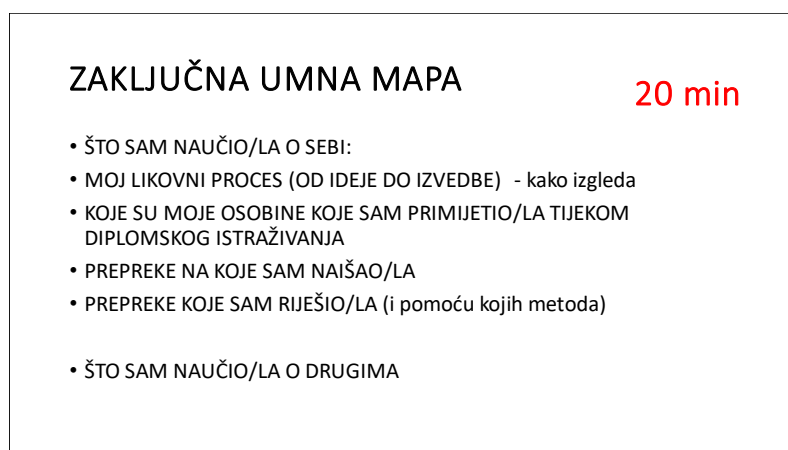 ZAKLJUČNA UMNA MAPA
20 min
• ŠTO SAM NAUČIO/LA O SEBI:
• MOJ LIKOVNI PROCES (OD IDEJE DO IZVEDBE) - kako izgleda
• KOJE SU MOJE OSOBINE KOJE SAM PRIMIJETIO/LA TIJEKOM
DIPLOMSKOG ISTRAŽIVANJA
• PREPREKE NA KOJE SAM NAIŠAO/LA
• PREPREKE KOJE SAM RIJEŠIO/LA (i pomoću kojih metoda)
• ŠTO SAM NAUČIO/LA O DRUGIMA